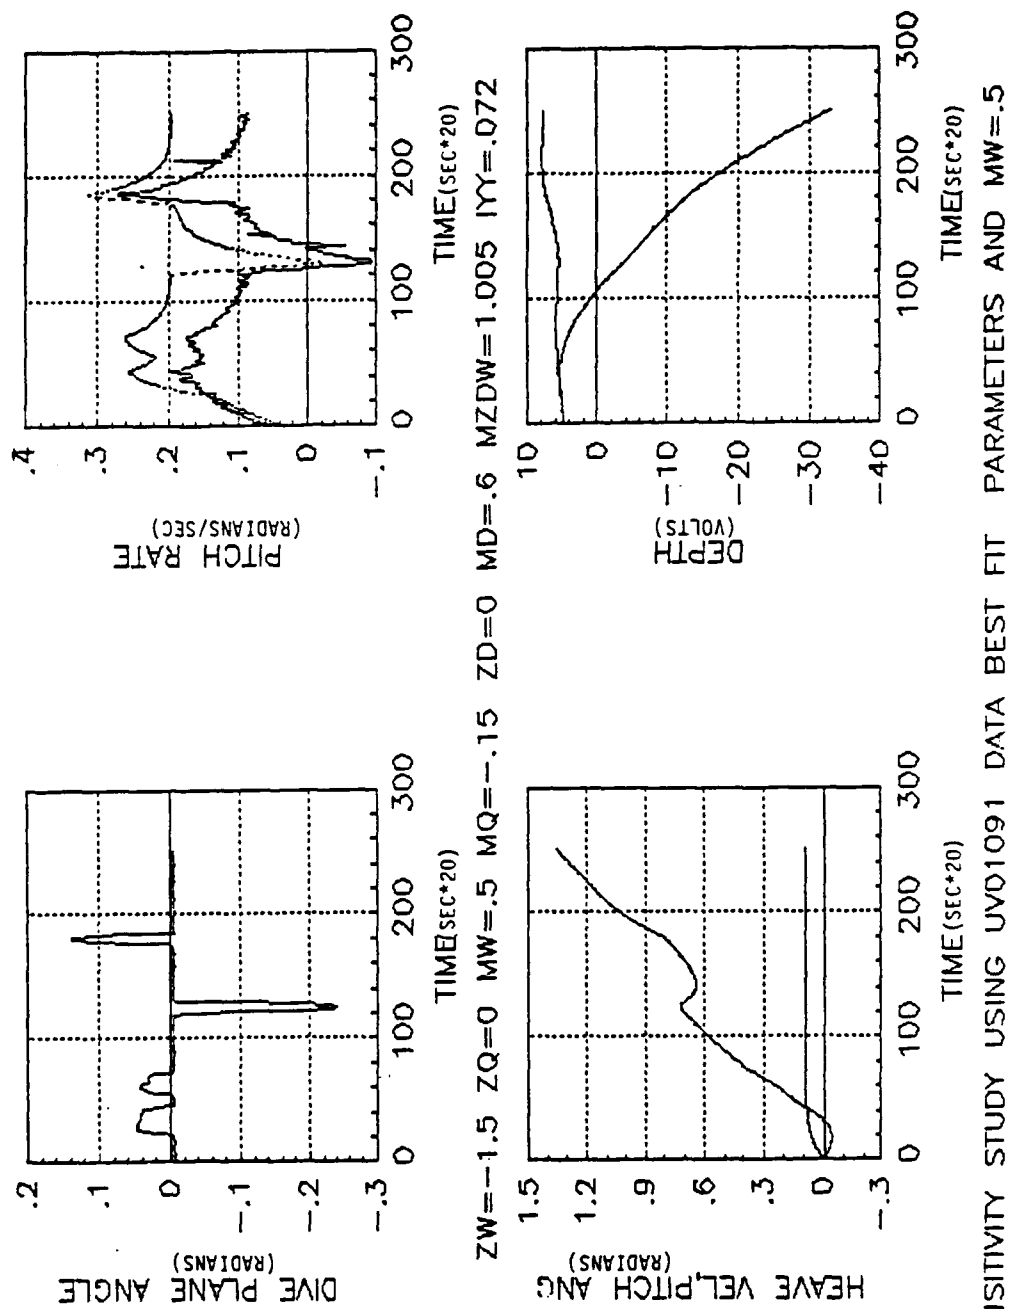 DIVE PLANE ANGLE
(RADIANS)
.2
.1
0
-.1
-.2
-.3
0 100 200 300
TIME(SEC*20)
PITCH RATE
(RADIANS/SEC)
.4
.3
.2
.1
0
-.1
0 100 200 300
TIME(SEC*20)
ZW=-1.5 ZQ=0 MW=.5 MQ=-.15 ZD=0 MD=.6 MZDW=1.005 IYY=.072
HEAVE VEL,PITCH ANG
(RADIANS)
1.5
1.2
.9
.6
.3
0
-.3
0 100 200 300
TIME(SEC*20)
DEPTH
(VOLTS)
10
0
-10
-20
-30
-40
0 100 200 300
TIME(SEC*20)
ISITIVITY STUDY USING UV01091 DATA BEST FIT PARAMETERS AND MW=.5